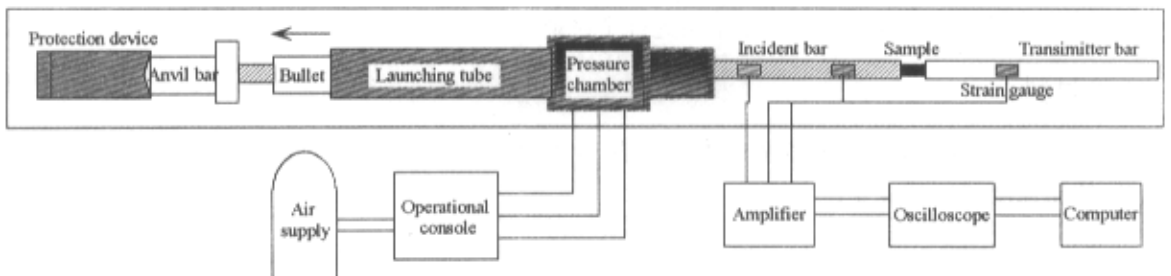 Protection device
Anvil bar
Bullet
Launching tube
Pressure
chamber
Incident bar
Sample
Transimitter bar
Strain gauge
Air
supply
Operational
console
Amplifier
Oscilloscope
Computer